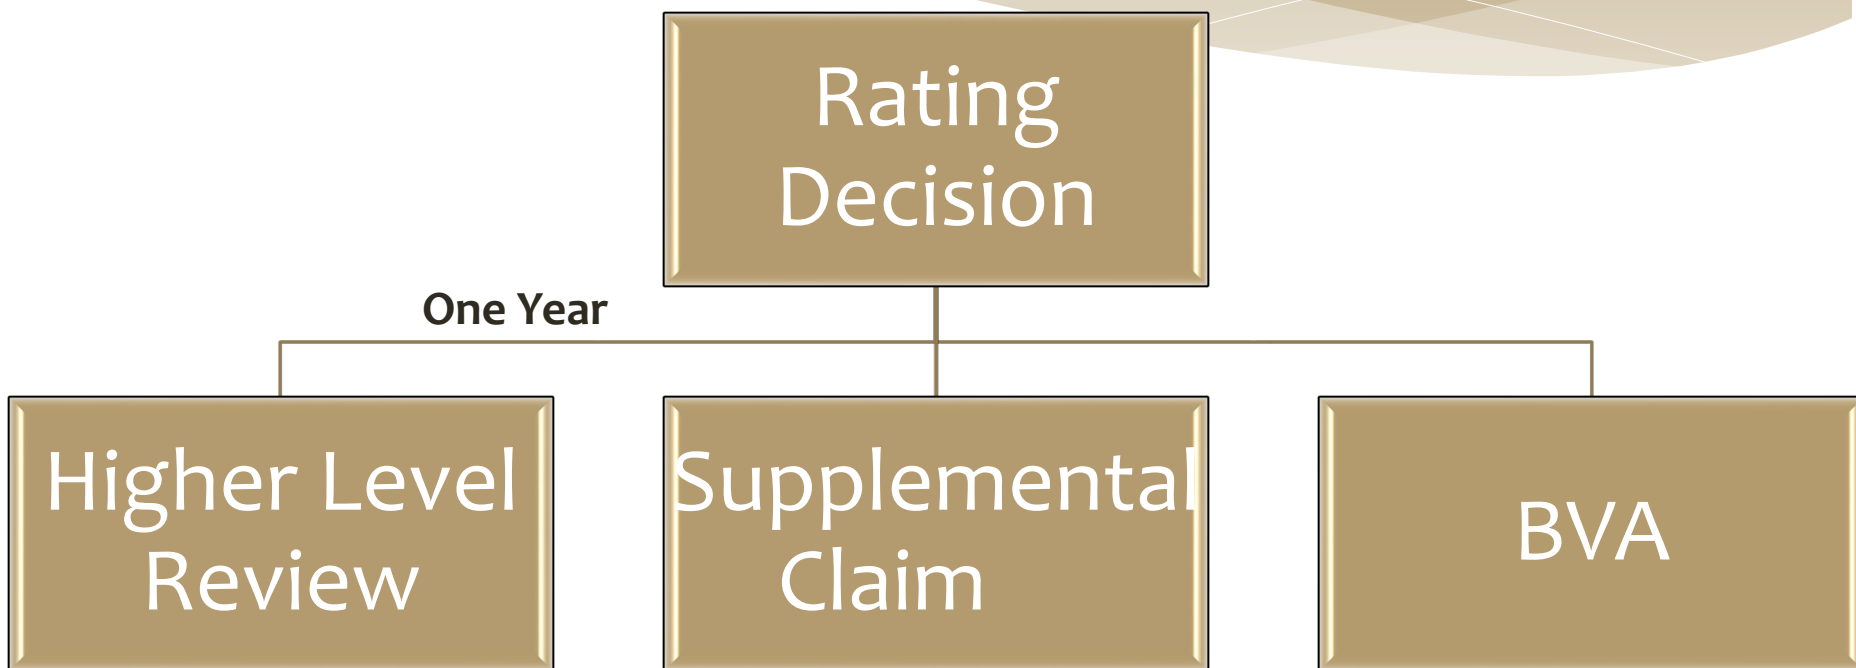 Rating
Decision
One Year
Higher Level
Review
Supplemental
Claim
BVA